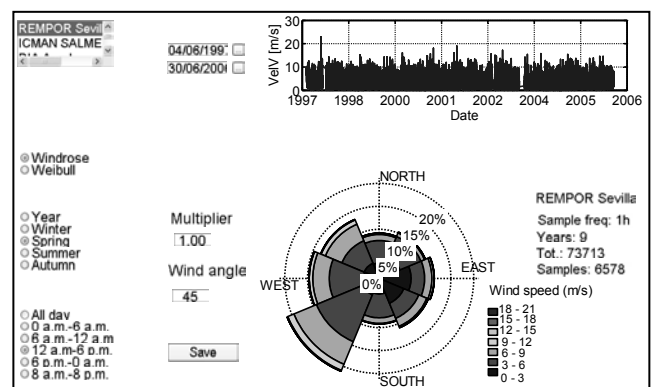 REMPOR Sevill
ICMAN SALME
04/06/199
30/06/200
VelV [m/s]
30
20
10
0
1997 1998 2000 2001 2002 2004 2005 2006
Date
Windrose
Weibull
Year
Winter
Spring
Summer
Autumn
All day
0 a.m.-6 a.m.
6 a.m.-12 a.m
12 a.m-6 p.m.
6 p.m.-0 a.m.
8 a.m.-8 p.m.
Multiplier
1.00
Wind angle
45
Save
NORTH
20%
15%
10%
5%
0%
WEST
EAST
SOUTH
REMPOR Sevilla
Sample freq: 1h
Years: 9
Tot.: 73713
Samples: 6578
Wind speed (m/s)
18 - 21
15 - 18
12 - 15
9 - 12
6 - 9
3 - 6
0 - 3